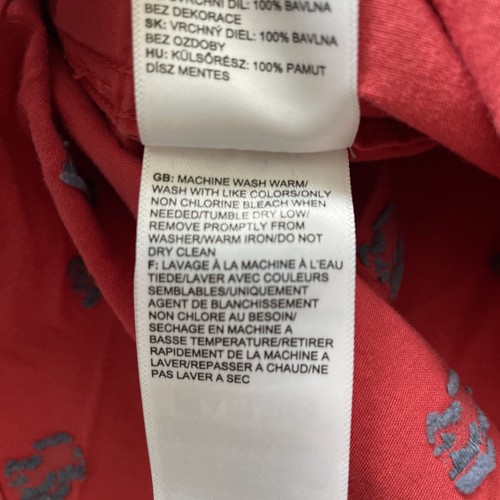 VRCHNÍ DÍL: 100% BAVLNA
BEZ DEKORACE
SK: VRCHNÝ DIEL: 100% BAVLNA
BEZ OZDOBY
HU: KÜLSŐRÉSZ: 100% PAMUT
DÍSZ MENTES
GB: MACHINE WASH WARM/
WASH WITH LIKE COLORS/ONLY
NON CHLORINE BLEACH WHEN
NEEDED/TUMBLE DRY LOW/
REMOVE PROMPTLY FROM
WASHER/WARM IRON/DO NOT
DRY CLEAN
F: LAVAGE À LA MACHINE À L'EAU
TIEDE/LAVER AVEC COULEURS
SEMBLABLES/UNIQUEMENT
AGENT DE BLANCHISSEMENT
NON CHLORE AU BESOIN/
SECHAGE EN MACHINE A
BASSE TEMPERATURE/RETIRER
RAPIDEMENT DE LA MACHINE A
LAVER/REPASSER A CHAUD/NE
PAS LAVER A SEC